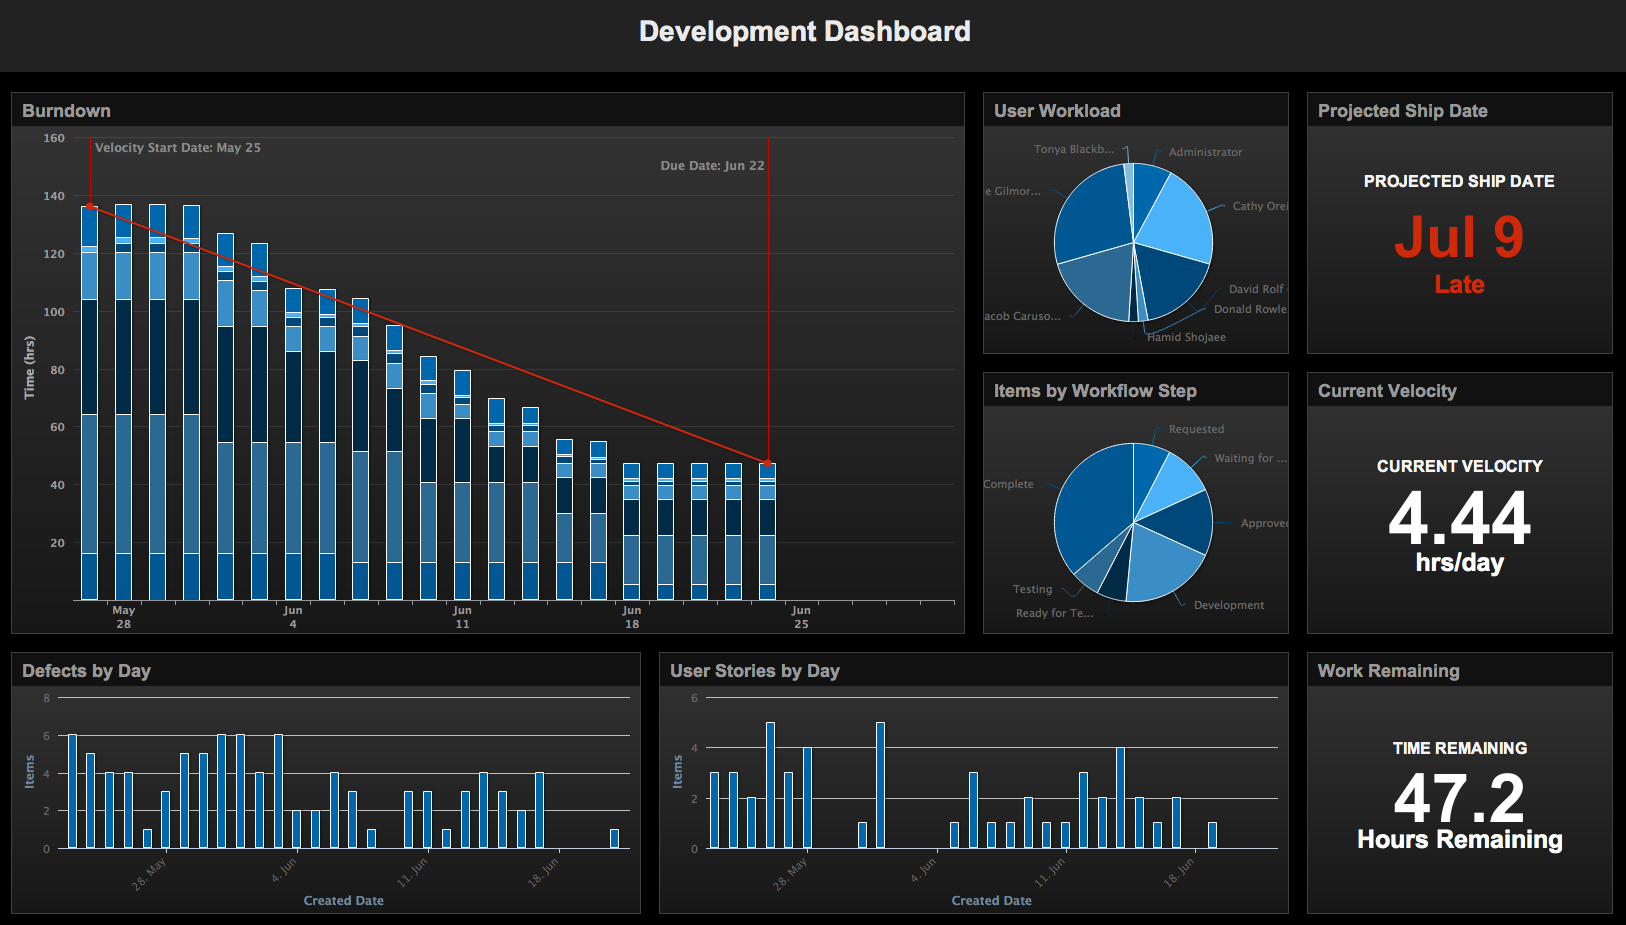 Development Dashboard
Burndown
160
140
120
100
80
60
40
20
Time (hrs)
Velocity Start Date: May 25
Due Date: Jun 22
May
28
Jun
4
Jun
11
Jun
18
Jun
25
User Workload
Tonya Blackb...
Administrator
e Gilmor...
Cathy Orei
David Rolf
Donald Rowle
acob Caruso...
Hamid Shojaee
Projected Ship Date
PROJECTED SHIP DATE
Jul 9
Late
Items by Workflow Step
Requested
Waiting for ...
Complete
Approved
Testing
Development
Ready for Te...
Current Velocity
CURRENT VELOCITY
4.44
hrs/day
Defects by Day
8
6
4
2
0
Items
28. May
4. Jun
11. Jun
18. Jun
Created Date
User Stories by Day
6
4
2
0
Items
28. May
4. Jun
11. Jun
18. Jun
Created Date
Work Remaining
TIME REMAINING
47.2
Hours Remaining